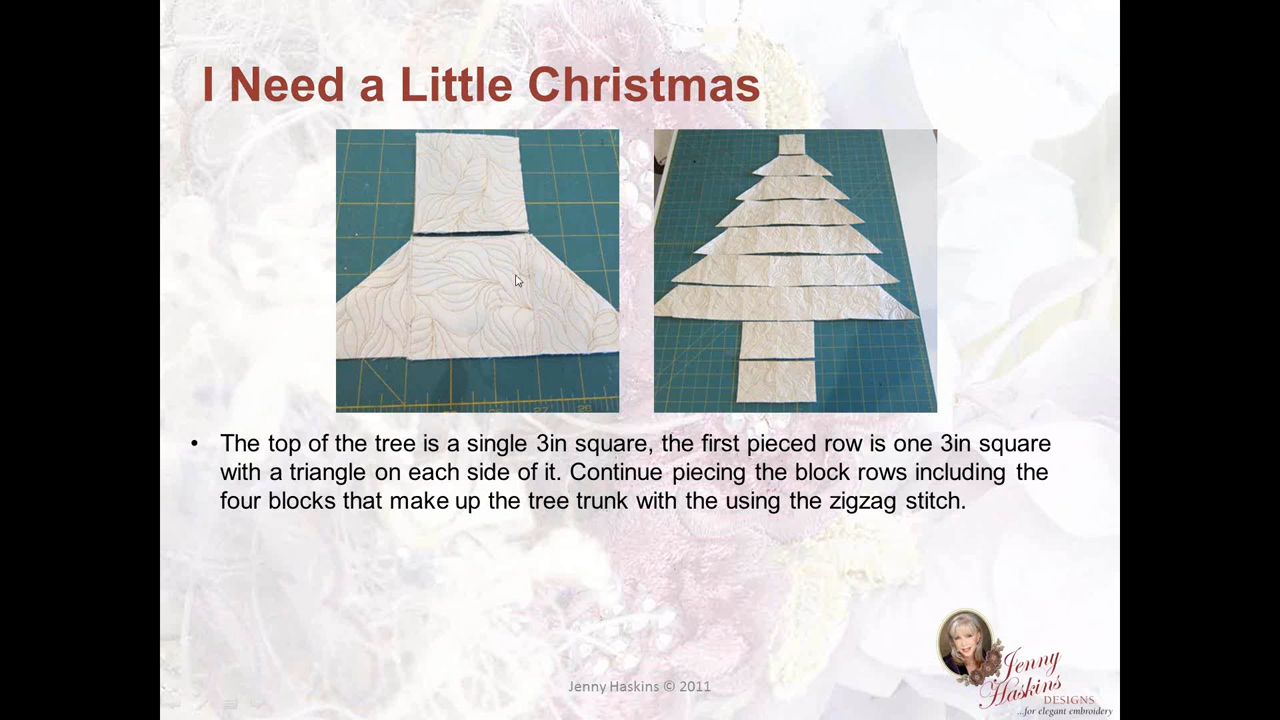 I Need a Little Christmas
• The top of the tree is a single 3in square, the first pieced row is one 3in square
with a triangle on each side of it. Continue piecing the block rows including the
four blocks that make up the tree trunk with the using the zigzag stitch.
Jenny Haskins © 2011
Jenny
Haskins
DESIGNS
...for elegant embroidery